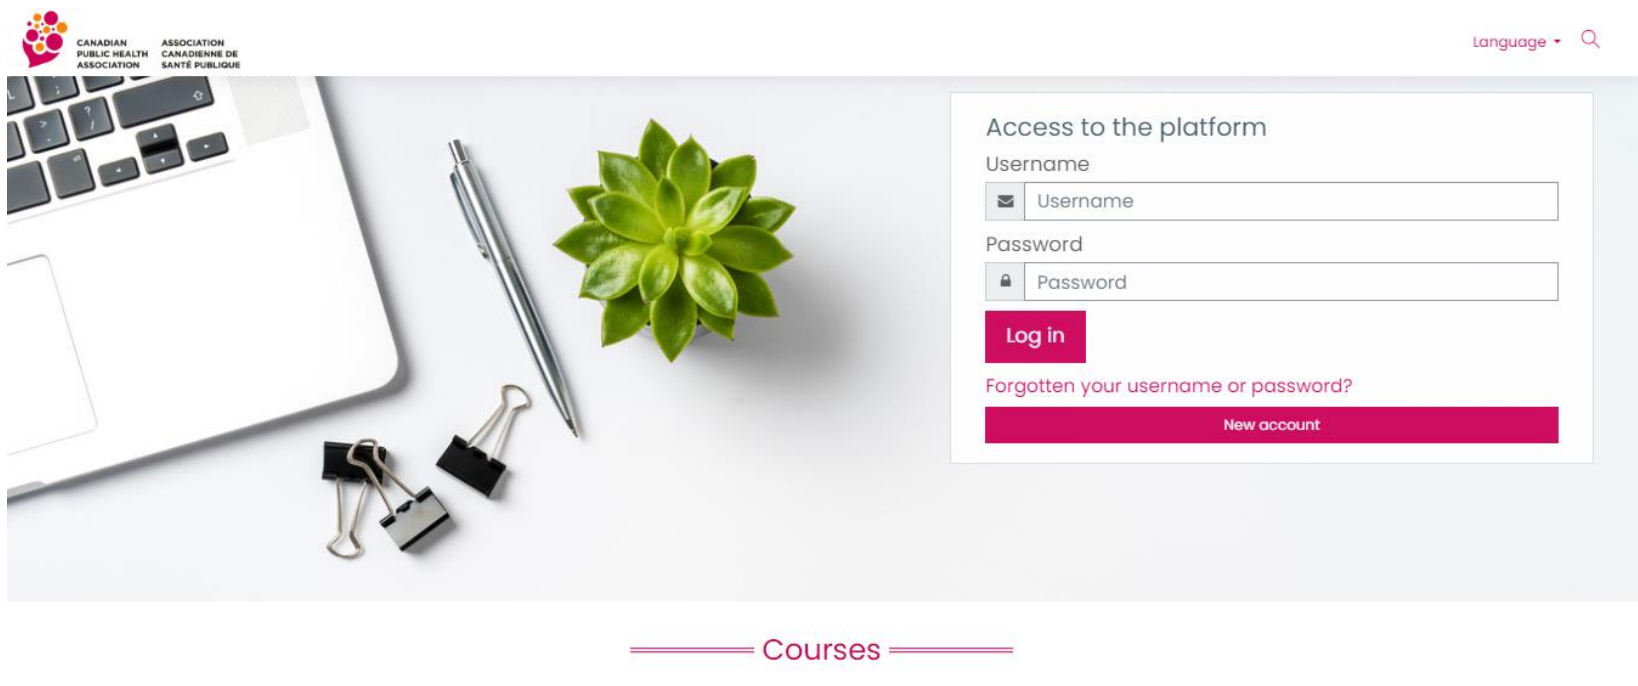 CANADIAN
PUBLIC HEALTH
ASSOCIATION
ASSOCIATION
CANADIENNE DE
SANTÉ PUBLIQUE
Language
Access to the platform
Username
Username
Password
Password
Log in
Forgotten your username or password?
New account
Courses